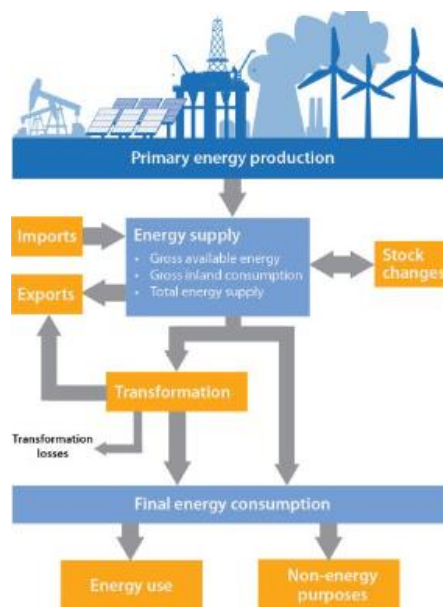 Primary energy production
Imports
Energy supply
• Gross available energy
• Gross inland consumption
• Total energy supply
Stock
changes
Exports
Transformation
Transformation
losses
Final energy consumption
Energy use
Non-energy
purposes